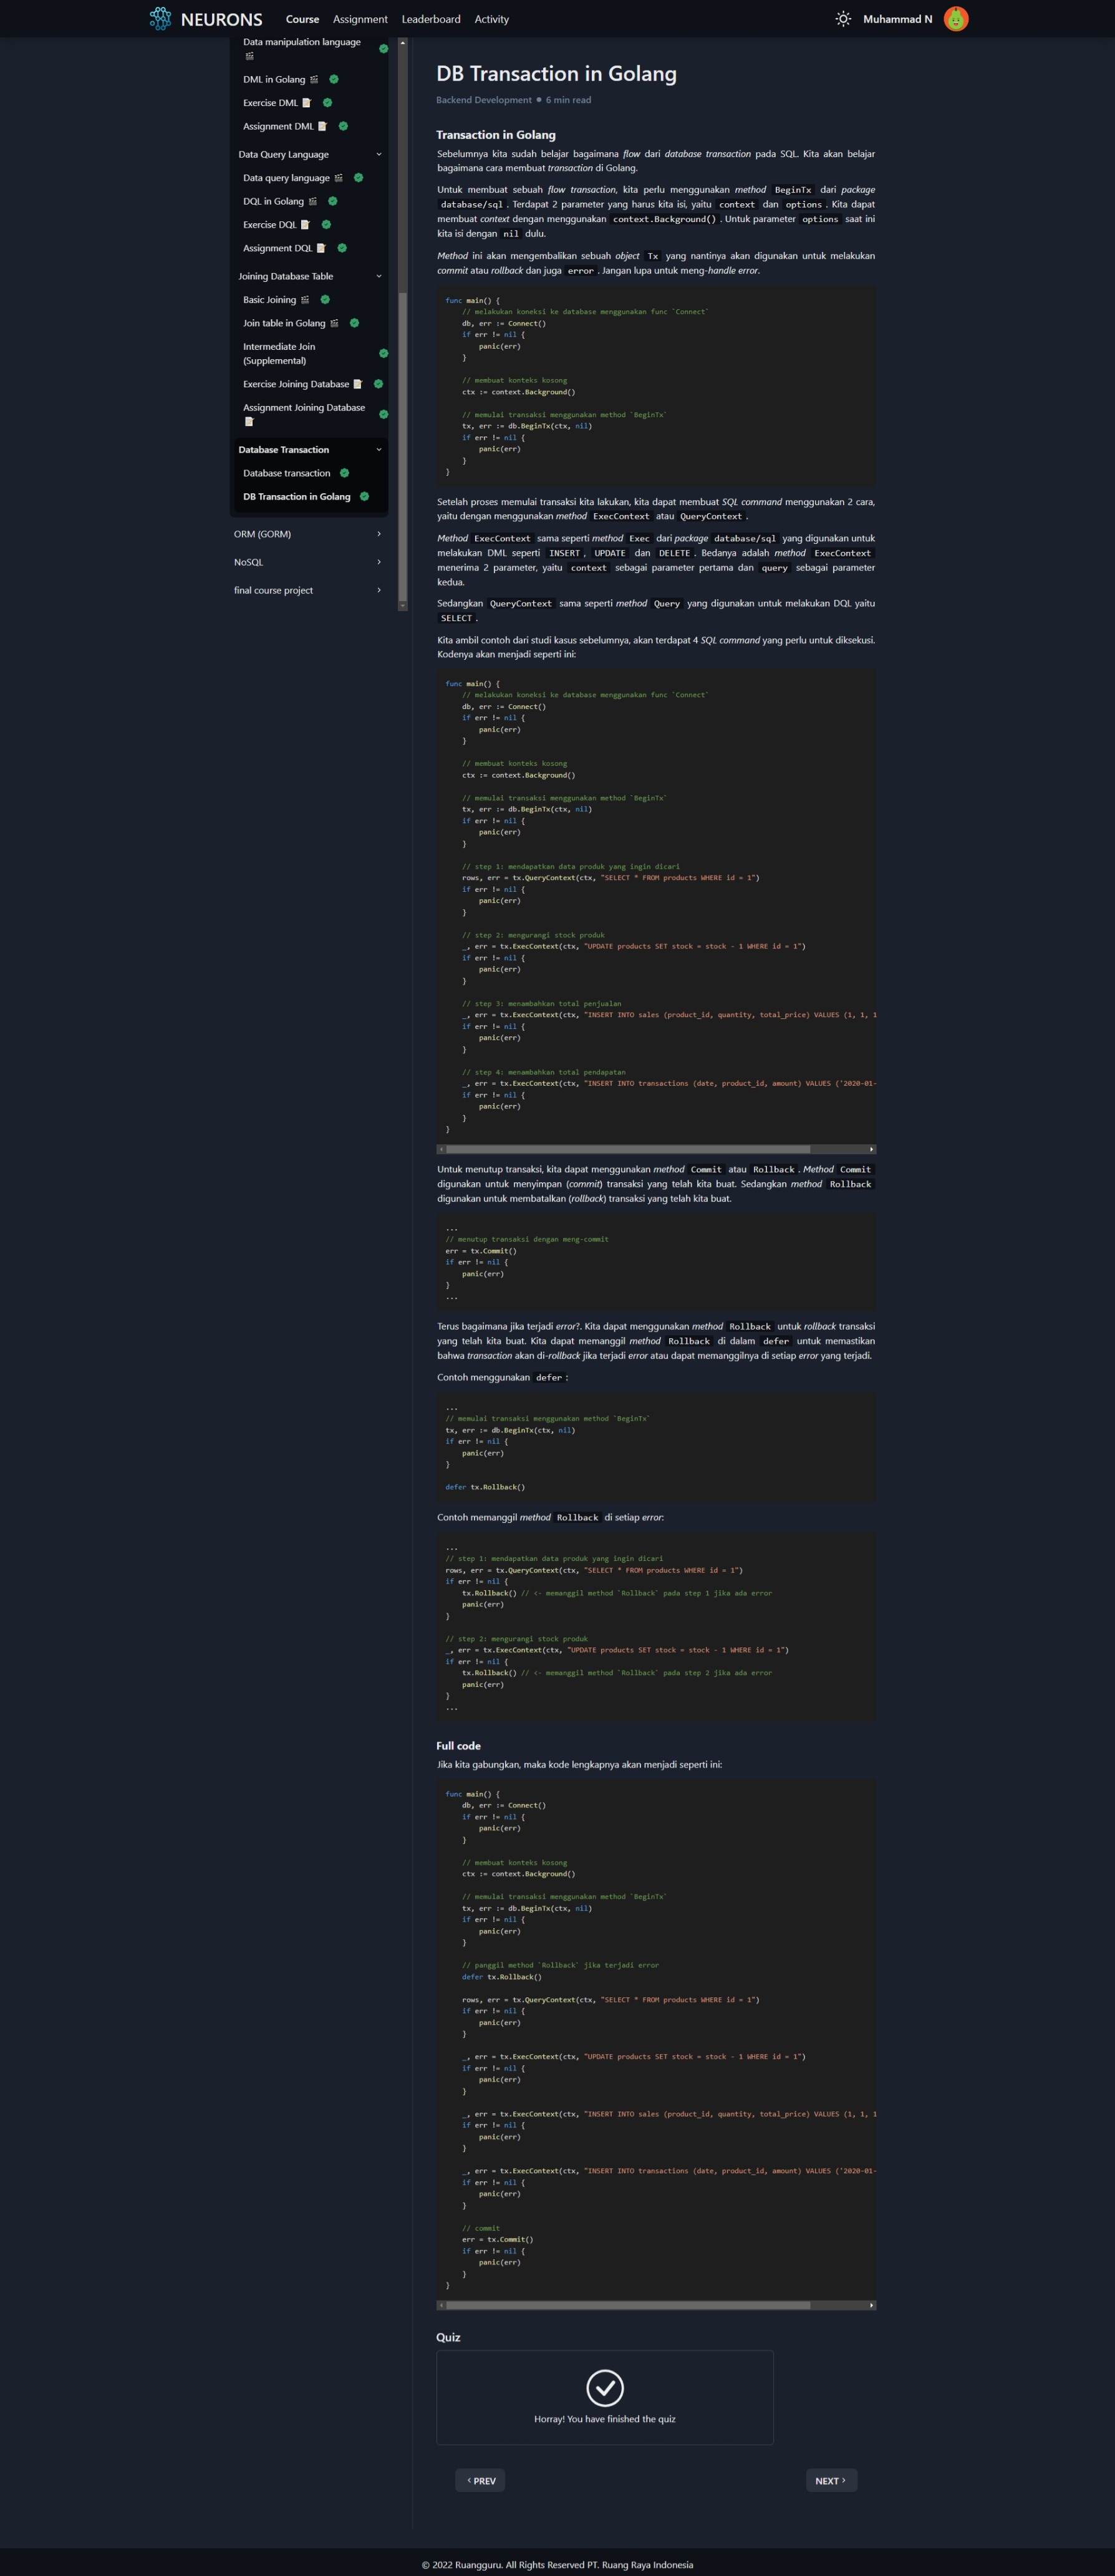 NEURONS
Course Assignment Leaderboard Activity
Muhammad N
Data manipulation language
DML in Golang
Exercise DML
Assignment DML
Data Query Language
Data query language
DQL in Golang
Exercise DQL
Assignment DQL
Joining Database Table
Basic Joining
Join table in Golang
Intermediate Join
(Supplemental)
Exercise Joining Database
Assignment Joining Database
Database Transaction
Database transaction
DB Transaction in Golang
ORM (GORM)
NoSQL
final course project
DB Transaction in Golang
Backend Development • 6 min read
Transaction in Golang
Sebelumnya kita sudah belajar bagaimana flow dari database transaction pada SQL. Kita akan belajar
bagaimana cara membuat transaction di Golang.
Untuk membuat sebuah flow transaction, kita perlu menggunakan method BeginTx dari package
database/sql . Terdapat 2 parameter yang harus kita isi, yaitu context dan options . Kita dapat
membuat context dengan menggunakan context.Background() . Untuk parameter options saat ini
kita isi dengan nil dulu.
Method ini akan mengembalikan sebuah object Tx yang nantinya akan digunakan untuk melakukan
commit atau rollback dan juga error . Jangan lupa untuk meng-handle error.
func main() {
// melakukan koneksi ke database menggunakan func `Connect`
db, err := Connect()
if err != nil {
panic(err)
}
// membuat konteks kosong
ctx := context.Background()
// memulai transaksi menggunakan method `BeginTx`
tx, err := db.BeginTx(ctx, nil)
if err != nil {
panic(err)
}
}
Setelah proses memulai transaksi kita lakukan, kita dapat membuat SQL command menggunakan 2 cara,
yaitu dengan menggunakan method ExecContext atau QueryContext .
Method ExecContext sama seperti method Exec dari package database/sql yang digunakan untuk
melakukan DML seperti INSERT , UPDATE dan DELETE . Bedanya adalah method ExecContext
menerima 2 parameter, yaitu context sebagai parameter pertama dan query sebagai parameter
kedua.
Sedangkan QueryContext sama seperti method Query yang digunakan untuk melakukan DQL yaitu
SELECT .
Kita ambil contoh dari studi kasus sebelumnya, akan terdapat 4 SQL command yang perlu untuk diksekusi.
Kodenya akan menjadi seperti ini:
func main() {
// melakukan koneksi ke database menggunakan func `Connect`
db, err := Connect()
if err != nil {
panic(err)
}
// membuat konteks kosong
ctx := context.Background()
// memulai transaksi menggunakan method `BeginTx`
tx, err := db.BeginTx(ctx, nil)
if err != nil {
panic(err)
}
// step 1: mendapatkan data produk yang ingin dicari
rows, err = tx.QueryContext(ctx, "SELECT * FROM products WHERE id = 1")
if err != nil {
panic(err)
}
// step 2: mengurangi stock produk
_, err = tx.ExecContext(ctx, "UPDATE products SET stock = stock - 1 WHERE id = 1")
if err != nil {
panic(err)
}
// step 3: menambahkan total penjualan
_, err = tx.ExecContext(ctx, "INSERT INTO sales (product_id, quantity, total_price) VALUES (1, 1, 1
if err != nil {
panic(err)
}
// step 4: menambahkan total pendapatan
_, err = tx.ExecContext(ctx, "INSERT INTO transactions (date, product_id, amount) VALUES ('2020-01-
if err != nil {
panic(err)
}
}
Untuk menutup transaksi, kita dapat menggunakan method Commit atau Rollback . Method Commit
digunakan untuk menyimpan (commit) transaksi yang telah kita buat. Sedangkan method Rollback
digunakan untuk membatalkan (rollback) transaksi yang telah kita buat.
...
// menutup transaksi dengan meng-commit
err = tx.Commit()
if err != nil {
panic(err)
}
...
Terus bagaimana jika terjadi error?. Kita dapat menggunakan method Rollback untuk rollback transaksi
yang telah kita buat. Kita dapat memanggil method Rollback di dalam defer untuk memastikan
bahwa transaction akan di-rollback jika terjadi error atau dapat memanggilnya di setiap error yang terjadi.
Contoh menggunakan defer :
...
// memulai transaksi menggunakan method `BeginTx`
tx, err := db.BeginTx(ctx, nil)
if err != nil {
panic(err)
}
defer tx.Rollback()
Contoh memanggil method Rollback di setiap error:
...
// step 1: mendapatkan data produk yang ingin dicari
rows, err = tx.QueryContext(ctx, "SELECT * FROM products WHERE id = 1")
if err != nil {
tx.Rollback() // <- memanggil method `Rollback` pada step 1 jika ada error
panic(err)
}
// step 2: mengurangi stock produk
_, err = tx.ExecContext(ctx, "UPDATE products SET stock = stock - 1 WHERE id = 1")
if err != nil {
tx.Rollback() // <- memanggil method `Rollback` pada step 2 jika ada error
panic(err)
}
...
Full code
Jika kita gabungkan, maka kode lengkapnya akan menjadi seperti ini:
func main() {
db, err := Connect()
if err != nil {
panic(err)
}
// membuat konteks kosong
ctx := context.Background()
// memulai transaksi menggunakan method `BeginTx`
tx, err := db.BeginTx(ctx, nil)
if err != nil {
panic(err)
}
// panggil method `Rollback` jika terjadi error
defer tx.Rollback()
rows, err = tx.QueryContext(ctx, "SELECT * FROM products WHERE id = 1")
if err != nil {
panic(err)
}
_, err = tx.ExecContext(ctx, "UPDATE products SET stock = stock - 1 WHERE id = 1")
if err != nil {
panic(err)
}
_, err = tx.ExecContext(ctx, "INSERT INTO sales (product_id, quantity, total_price) VALUES (1, 1, 1
if err != nil {
panic(err)
}
_, err = tx.ExecContext(ctx, "INSERT INTO transactions (date, product_id, amount) VALUES ('2020-01-
if err != nil {
panic(err)
}
// commit
err = tx.Commit()
if err != nil {
panic(err)
}
}
Quiz
Horray! You have finished the quiz
‹ PREV
NEXT ›
© 2022 Ruangguru. All Rights Reserved PT. Ruang Raya Indonesia